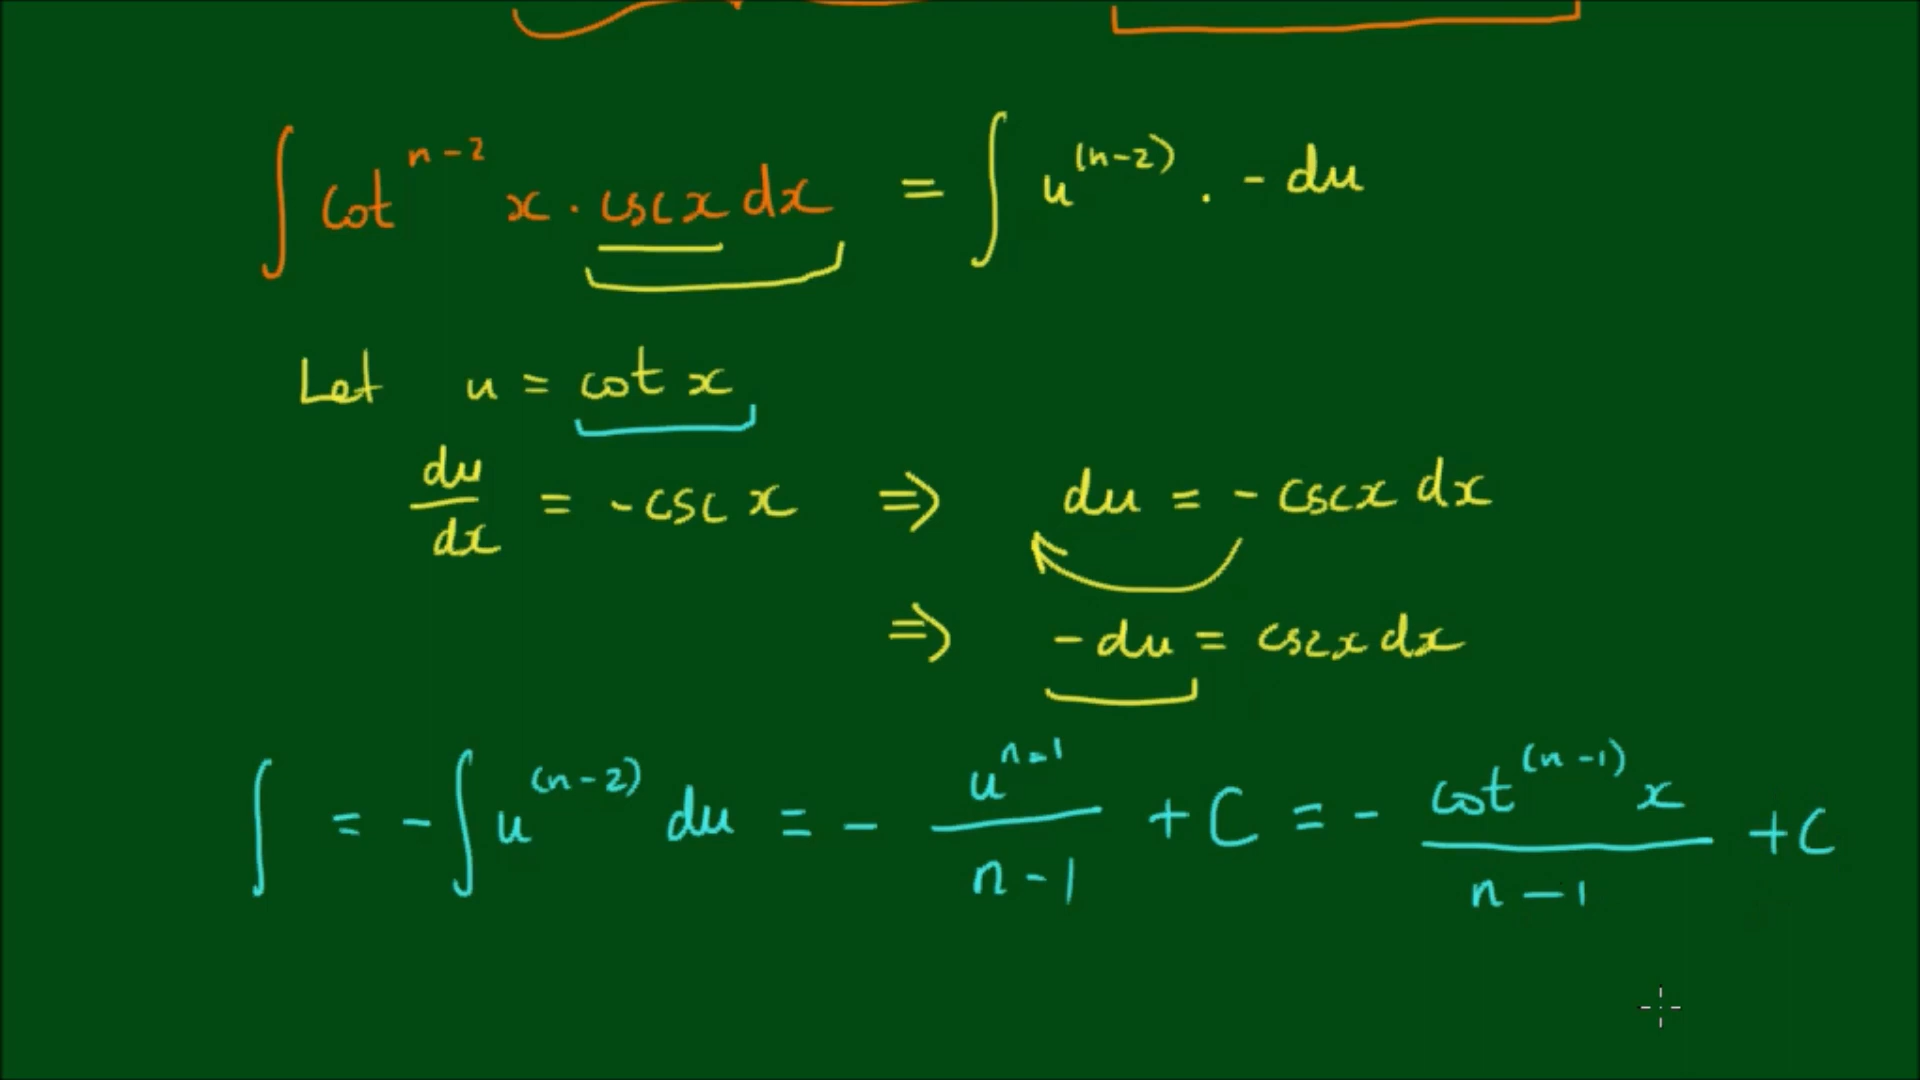 ∫ cot^{n-2} x · csc x dx = ∫ u^{(n-2)} · - du
Let u = cot x
du/dx = -csc x ⇒ du = - csc x dx
⇒ -du = csc x dx
∫ = - ∫ u^{(n-2)} du = - u^{n-1}/(n-1) + C = - cot^{(n-1)} x/(n-1) + C